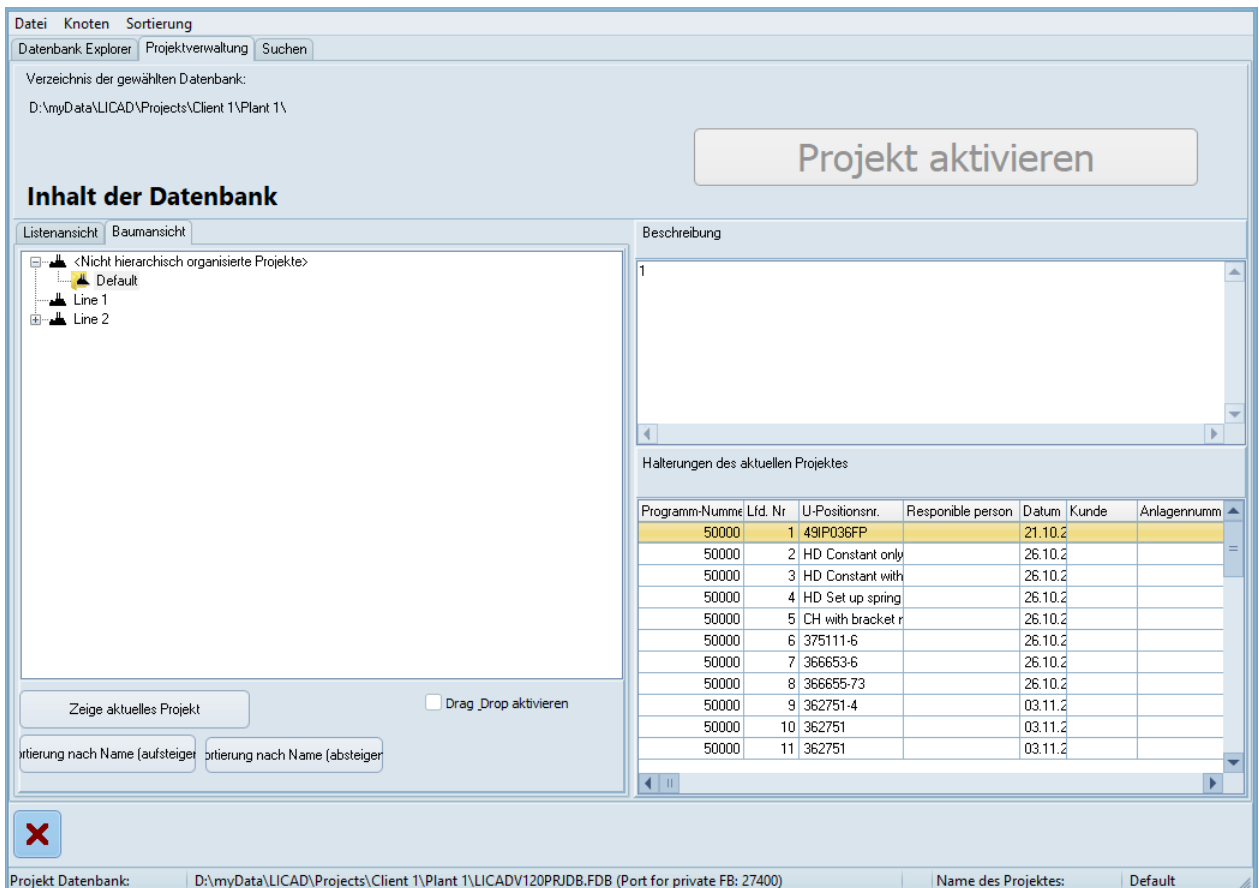 Datei Knoten Sortierung
Datenbank Explorer Projektverwaltung Suchen
Verzeichnis der gewählten Datenbank:
D:\myData\LICAD\Projects\Client 1\Plant 1\
Projekt aktivieren
Inhalt der Datenbank
Listenansicht Baumansicht
<Nicht hierarchisch organisierte Projekte>
Default
Line 1
Line 2
Zeige aktuelles Projekt
Drag _Drop aktivieren
rtierung nach Name (aufsteiger ortierung nach Name (absteiger
Beschreibung
1
Halterungen des aktuellen Projektes
Programm-Numme Lfd. Nr U-Positionsnr. Responible person Datum Kunde Anlagennumm
50000 1 49IP036FP 21.10.2
50000 2 HD Constant only 26.10.2
50000 3 HD Constant with 26.10.2
50000 4 HD Set up spring 26.10.2
50000 5 CH with bracket r 26.10.2
50000 6 375111-6 26.10.2
50000 7 366653-6 26.10.2
50000 8 366655-73 26.10.2
50000 9 362751-4 03.11.2
50000 10 362751 03.11.2
50000 11 362751 03.11.2
Projekt Datenbank: D:\myData\LICAD\Projects\Client 1\Plant 1\LICADV120PRJDB.FDB (Port for private FB: 27400) Name des Projektes: Default